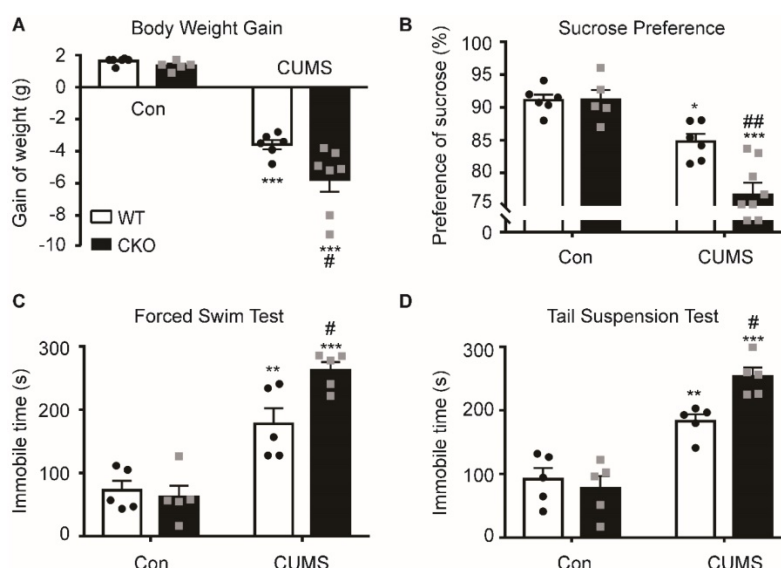 A
Body Weight Gain
Gain of weight (g)
2
0
-2
-4
-6
-8
-10
Con
CUMS
***
***
#
WT
CKO
B
Sucrose Preference
Preference of sucrose (%)
100
95
90
85
80
75
0
*
##
***
Con
CUMS
C
Forced Swim Test
Immobile time (s)
300
200
100
0
**
#
***
Con
CUMS
D
Tail Suspension Test
Immobile time (s)
300
200
100
0
**
#
***
Con
CUMS